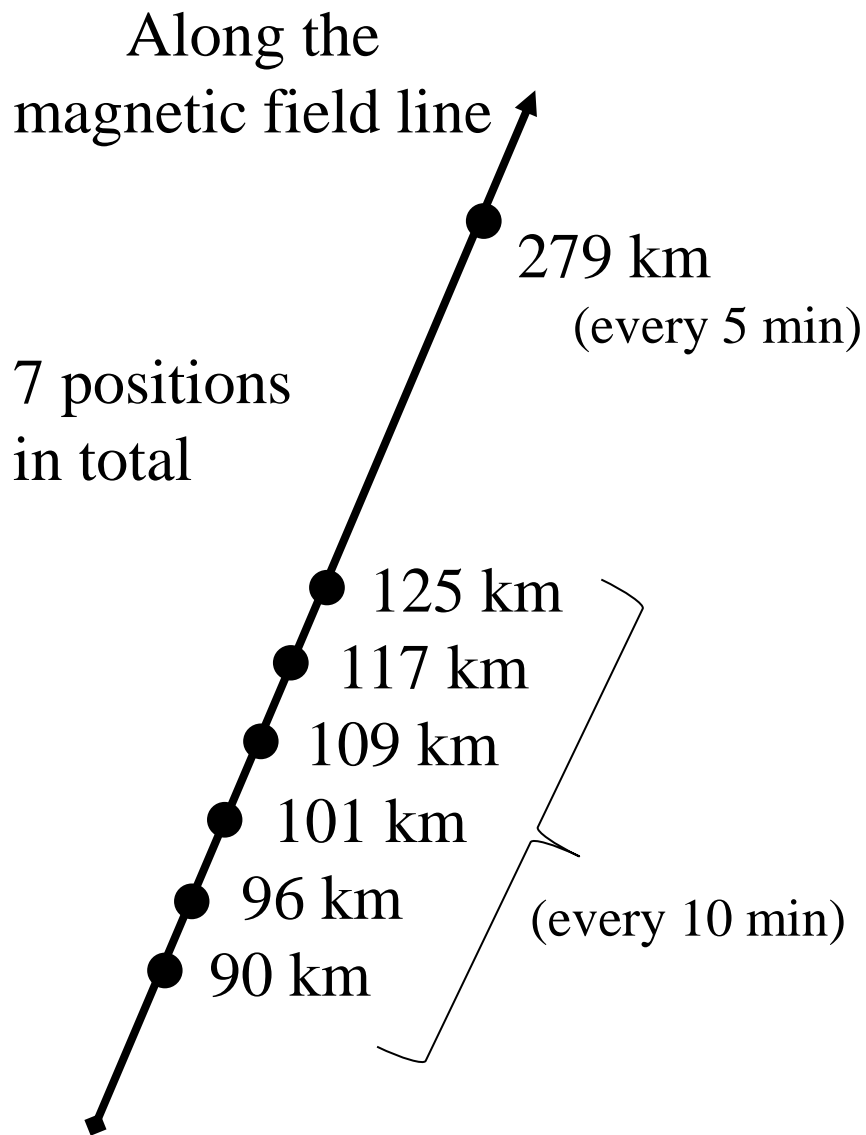 Along the
magnetic field line
279 km
(every 5 min)
7 positions
in total
125 km
117 km
109 km
101 km
96 km
(every 10 min)
90 km